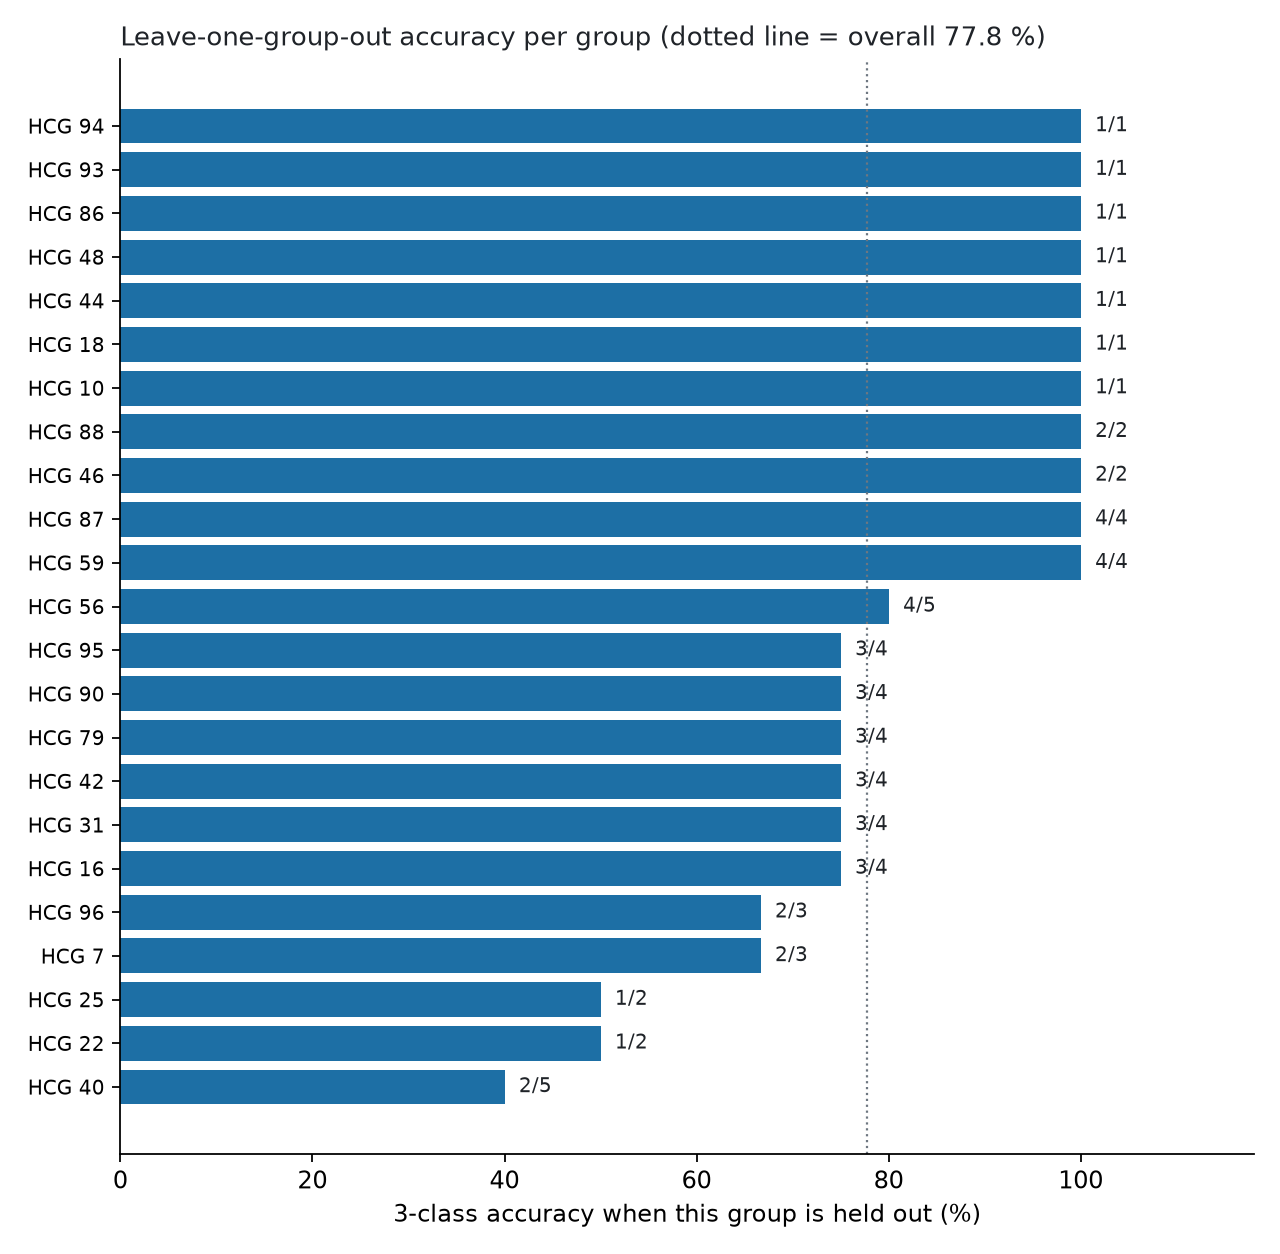 Leave-one-group-out accuracy per group (dotted line = overall 77.8 %)
HCG 94 1/1
HCG 93 1/1
HCG 86 1/1
HCG 48 1/1
HCG 44 1/1
HCG 18 1/1
HCG 10 1/1
HCG 88 2/2
HCG 46 2/2
HCG 87 4/4
HCG 59 4/4
HCG 56 4/5
HCG 95 3/4
HCG 90 3/4
HCG 79 3/4
HCG 42 3/4
HCG 31 3/4
HCG 16 3/4
HCG 96 2/3
HCG 7 2/3
HCG 25 1/2
HCG 22 1/2
HCG 40 2/5
0 20 40 60 80 100
3-class accuracy when this group is held out (%)